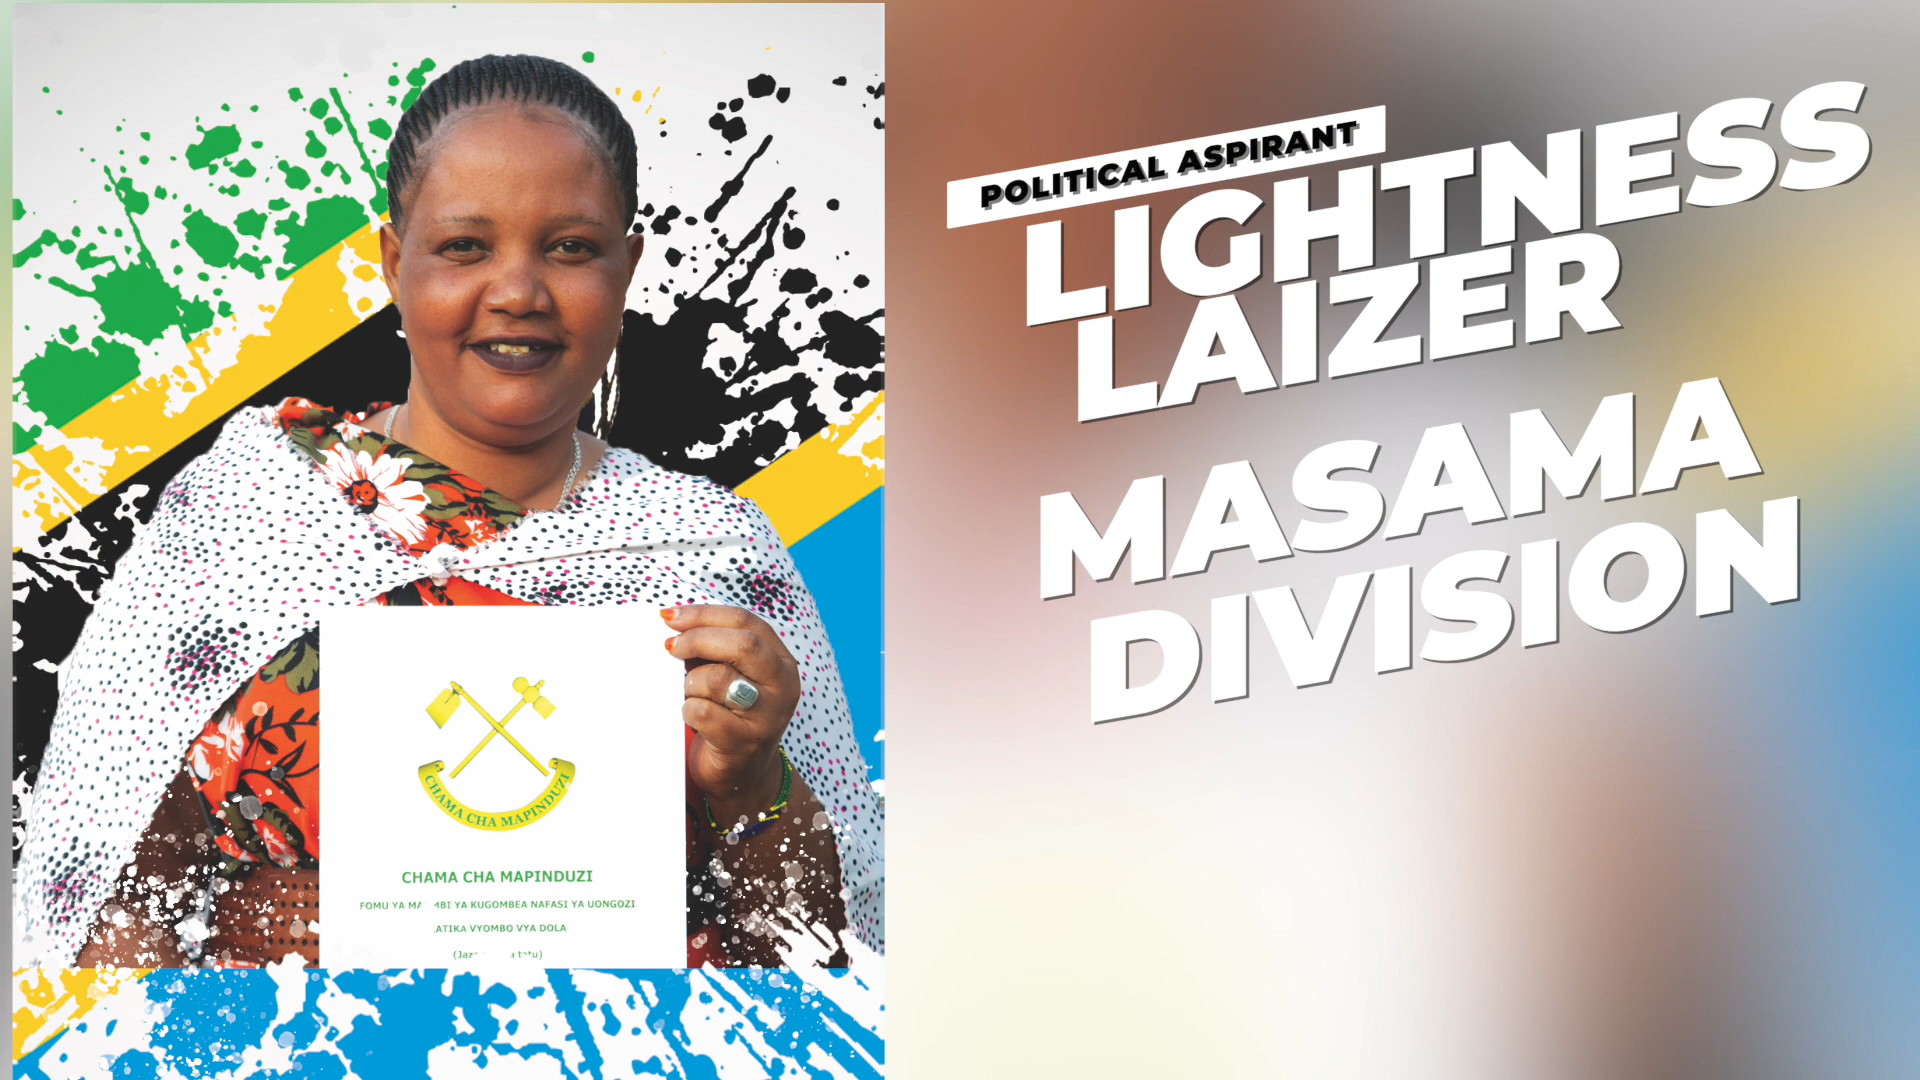 POLITICAL ASPIRANT
LIGHTNESS
LAIZER
MASAMA
DIVISION
CHAMA CHA MAPINDUZI
CHAMA CHA MAPINDUZI
FOMU YA YA KUGOMBEA NAFASI YA UONGOZI
VYOMBO VYA DOLA